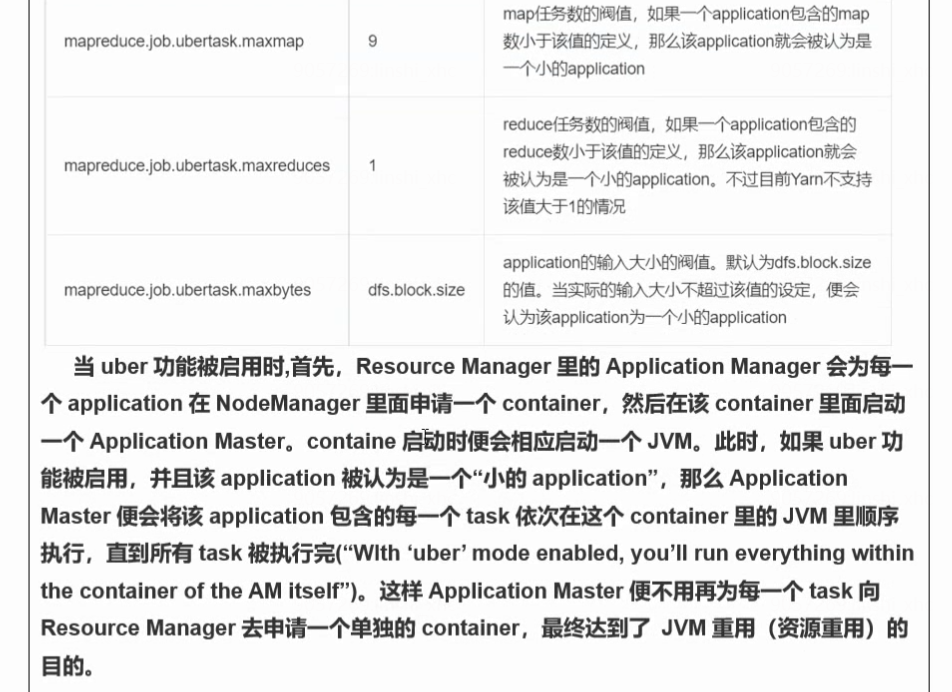 map任务数的阀值，如果一个application包含的map
mapreduce.job.ubertask.maxmap 9 数小于该值的定义，那么该application就会被认为是
一个小的application
reduce任务数的阀值，如果一个application包含的
mapreduce.job.ubertask.maxreduces 1 reduce数小于该值的定义，那么该application就会
被认为是一个小的application。不过目前Yarn不支持
该值大于1的情况
application的输入大小的阀值。默认为dfs.block.size
mapreduce.job.ubertask.maxbytes dfs.block.size 的值。当实际的输入大小不超过该值的设定，便会
认为该application为一个小的application
当 uber 功能被启用时,首先，Resource Manager 里的 Application Manager 会为每一
个 application 在 NodeManager 里面申请一个 container，然后在该 container 里面启动
一个 Application Master。containe 启动时便会相应启动一个 JVM。此时，如果 uber 功
能被启用，并且该 application 被认为是一个“小的 application”，那么 Application
Master 便会将该 application 包含的每一个 task 依次在这个 container 里的 JVM 里顺序
执行，直到所有 task 被执行完(“WIth ‘uber’ mode enabled, you’ll run everything within
the container of the AM itself”)。这样 Application Master 便不用再为每一个 task 向
Resource Manager 去申请一个单独的 container，最终达到了 JVM 重用（资源重用）的
目的。